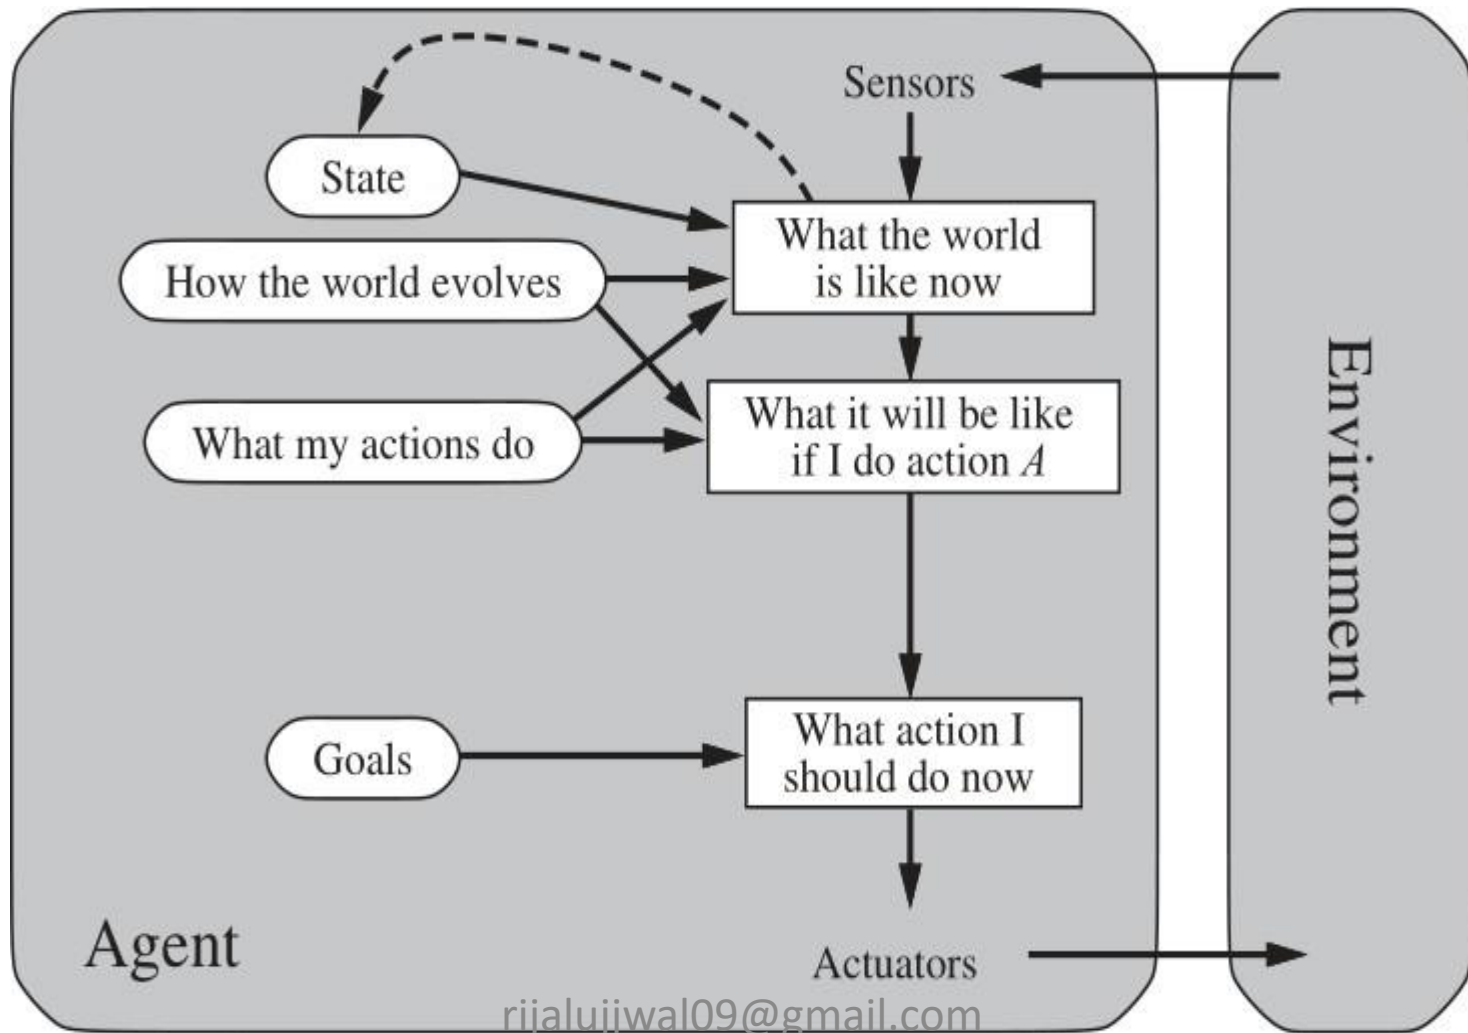 Sensors
State
What the world
is like now
How the world evolves
What my actions do
What it will be like
if I do action A
Environment
Goals
What action I
should do now
Agent
Actuators
rijalujjwal09@gmail.com